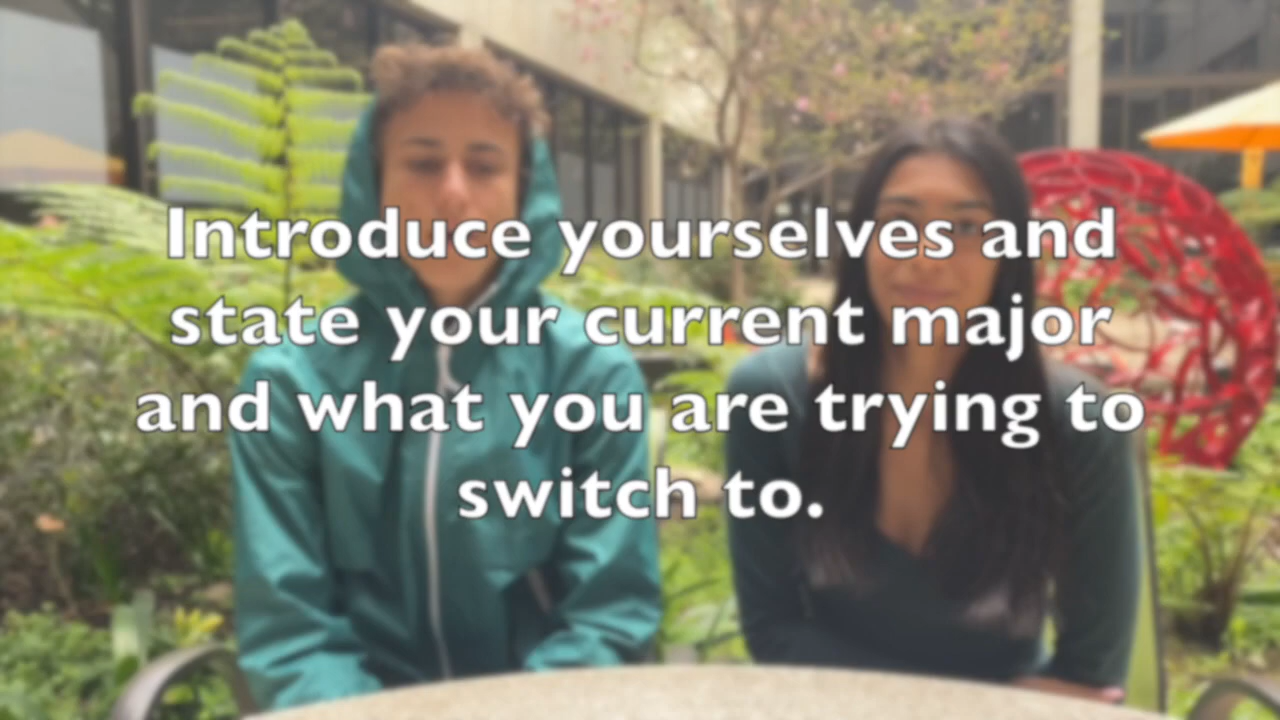 Introduce yourselves and
state your current major
and what you are trying to
switch to.